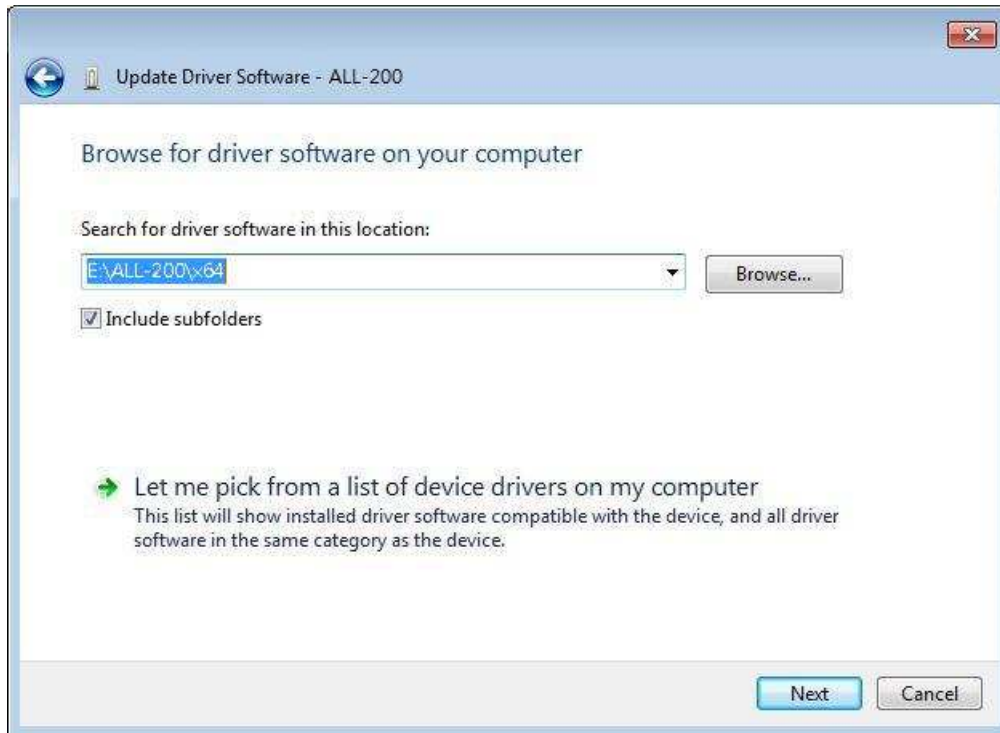 Update Driver Software - ALL-200
Browse for driver software on your computer
Search for driver software in this location:
E:\ALL-200\x64
Browse...
Include subfolders
Let me pick from a list of device drivers on my computer
This list will show installed driver software compatible with the device, and all driver
software in the same category as the device.
Next
Cancel